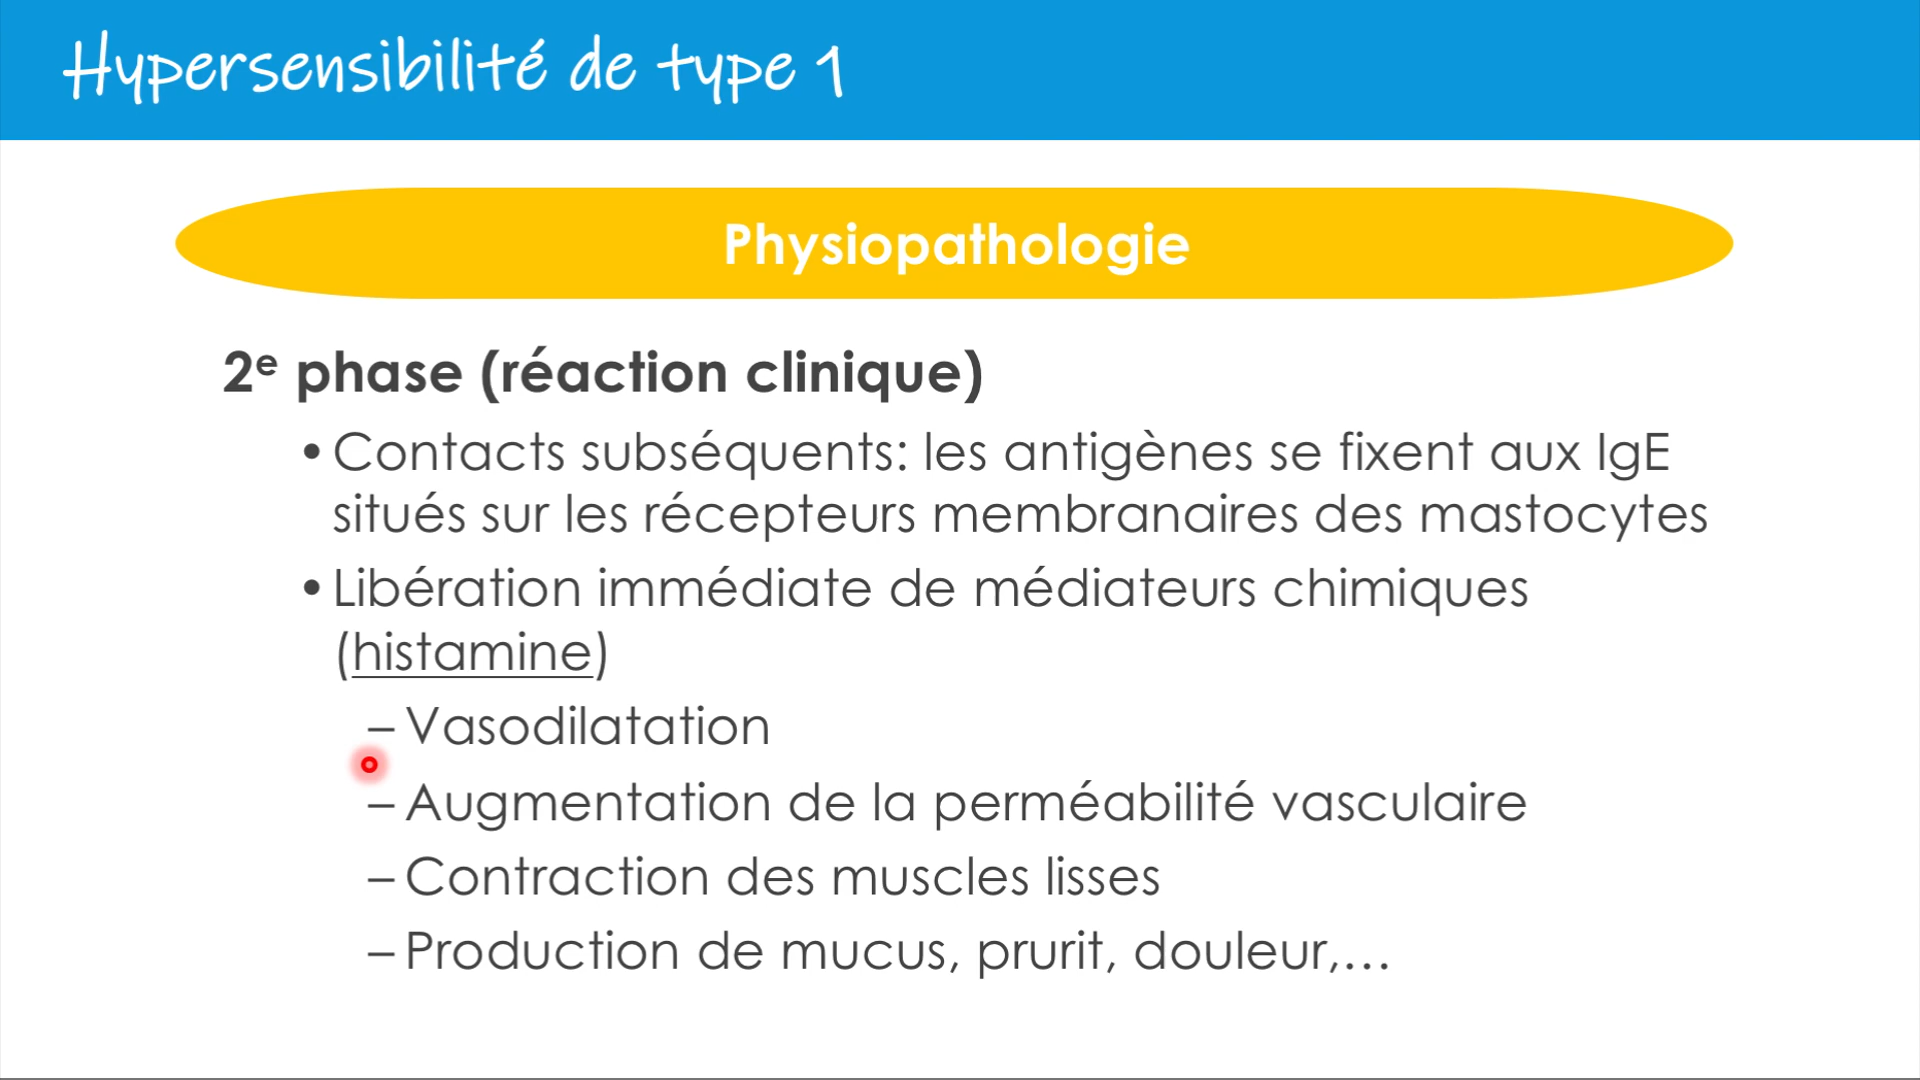 Hypersensibilité de type 1
Physiopathologie
2e phase (réaction clinique)
•Contacts subséquents: les antigènes se fixent aux IgE
situés sur les récepteurs membranaires des mastocytes
•Libération immédiate de médiateurs chimiques
(histamine)
–Vasodilatation
–Augmentation de la perméabilité vasculaire
–Contraction des muscles lisses
–Production de mucus, prurit, douleur,…